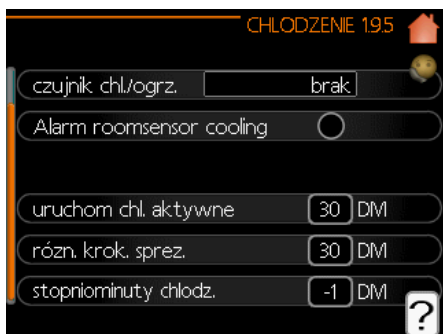 CHLODZENIE 1.9.5
czujnik chl./ogrz. brak
Alarm roomsensor cooling
uruchom chl. aktywne 30 DM
rózn. krok. sprez. 30 DM
stopniominuty chlodz. -1 DM
?